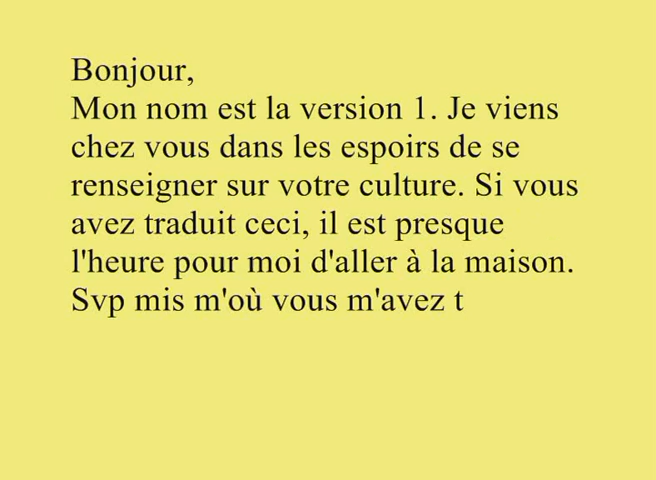 Bonjour,
Mon nom est la version 1. Je viens
chez vous dans les espoirs de se
renseigner sur votre culture. Si vous
avez traduit ceci, il est presque
l'heure pour moi d'aller à la maison.
Svp mis m'où vous m'avez t